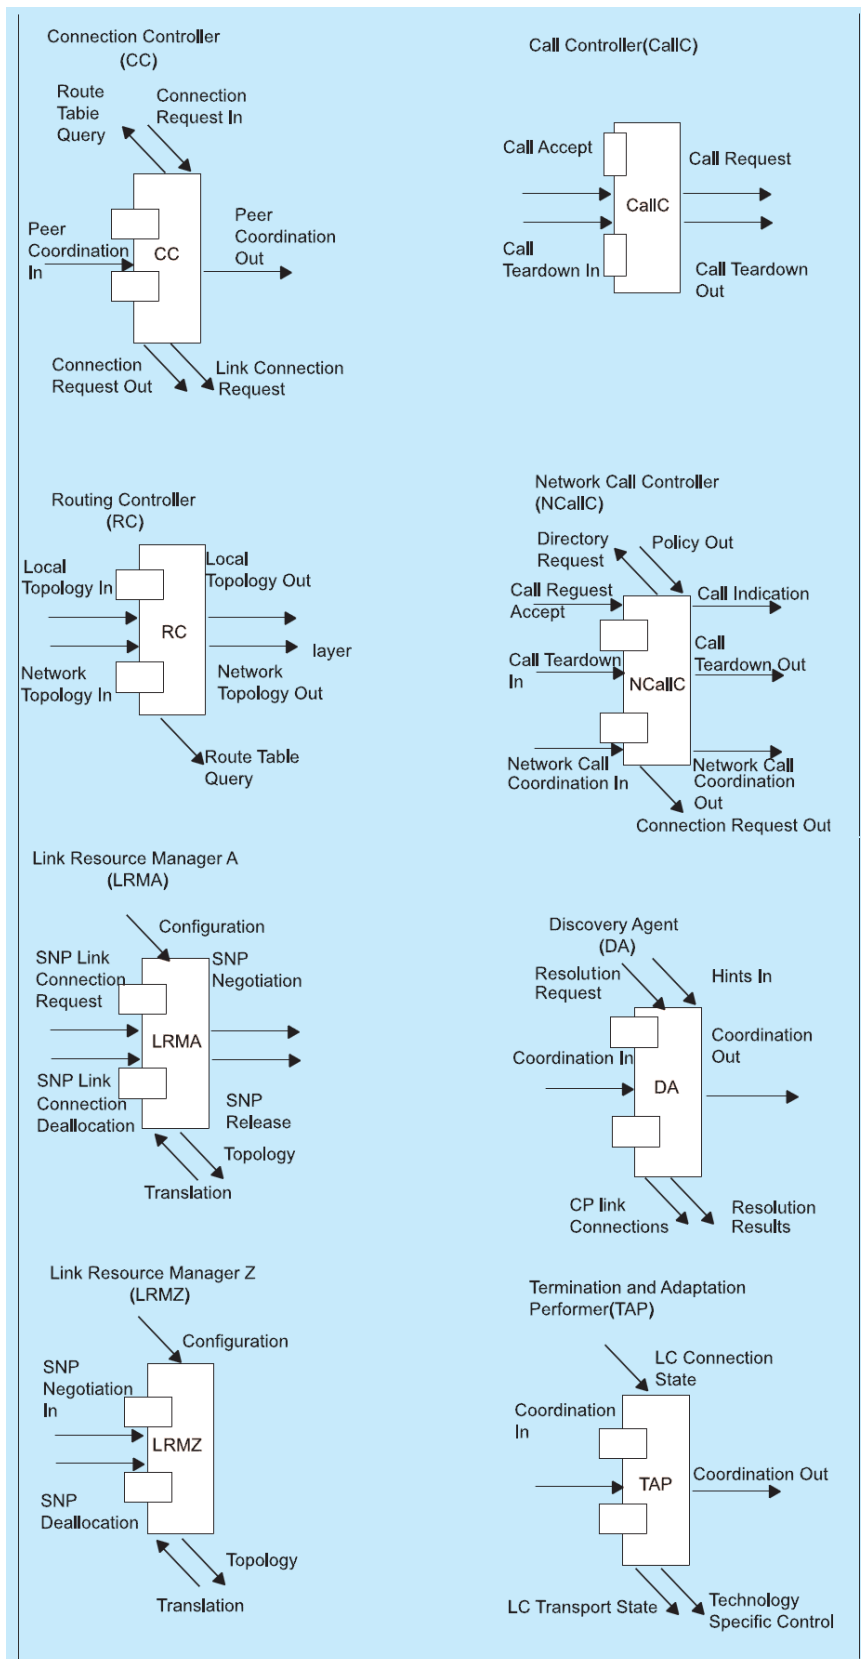 Connection Controller
(CC)
Route
Table
Query
Connection
Request In
Peer
Coordination
In
CC
Peer
Coordination
Out
Connection
Request Out
Link Connection
Request
Call Controller(CallC)
Call Accept
Call Request
CallC
Call
Teardown In
Call Teardown
Out
Routing Controller
(RC)
Local
Topology In
Local
Topology Out
RC
layer
Network
Topology In
Network
Topology Out
Route Table
Query
Network Call Controller
(NCallC)
Directory
Request
Policy Out
Call Reguest
Accept
Call Indication
Call Teardown
In
Call
Teardown Out
NCallC
Network Call
Coordination In
Network Call
Coordination
Out
Connection Request Out
Link Resource Manager A
(LRMA)
Configuration
SNP Link
Connection
Request
SNP
Negotiation
LRMA
SNP Link
Connection
Deallocation
SNP
Release
Topology
Translation
Discovery Agent
(DA)
Resolution
Request
Hints In
Coordination In
Coordination
Out
DA
CP link
Connections
Resolution
Results
Link Resource Manager Z
(LRMZ)
Configuration
SNP
Negotiation
In
LRMZ
SNP
Deallocation
Topology
Translation
Termination and Adaptation
Performer(TAP)
LC Connection
State
Coordination
In
TAP
Coordination Out
LC Transport State
Technology
Specific Control